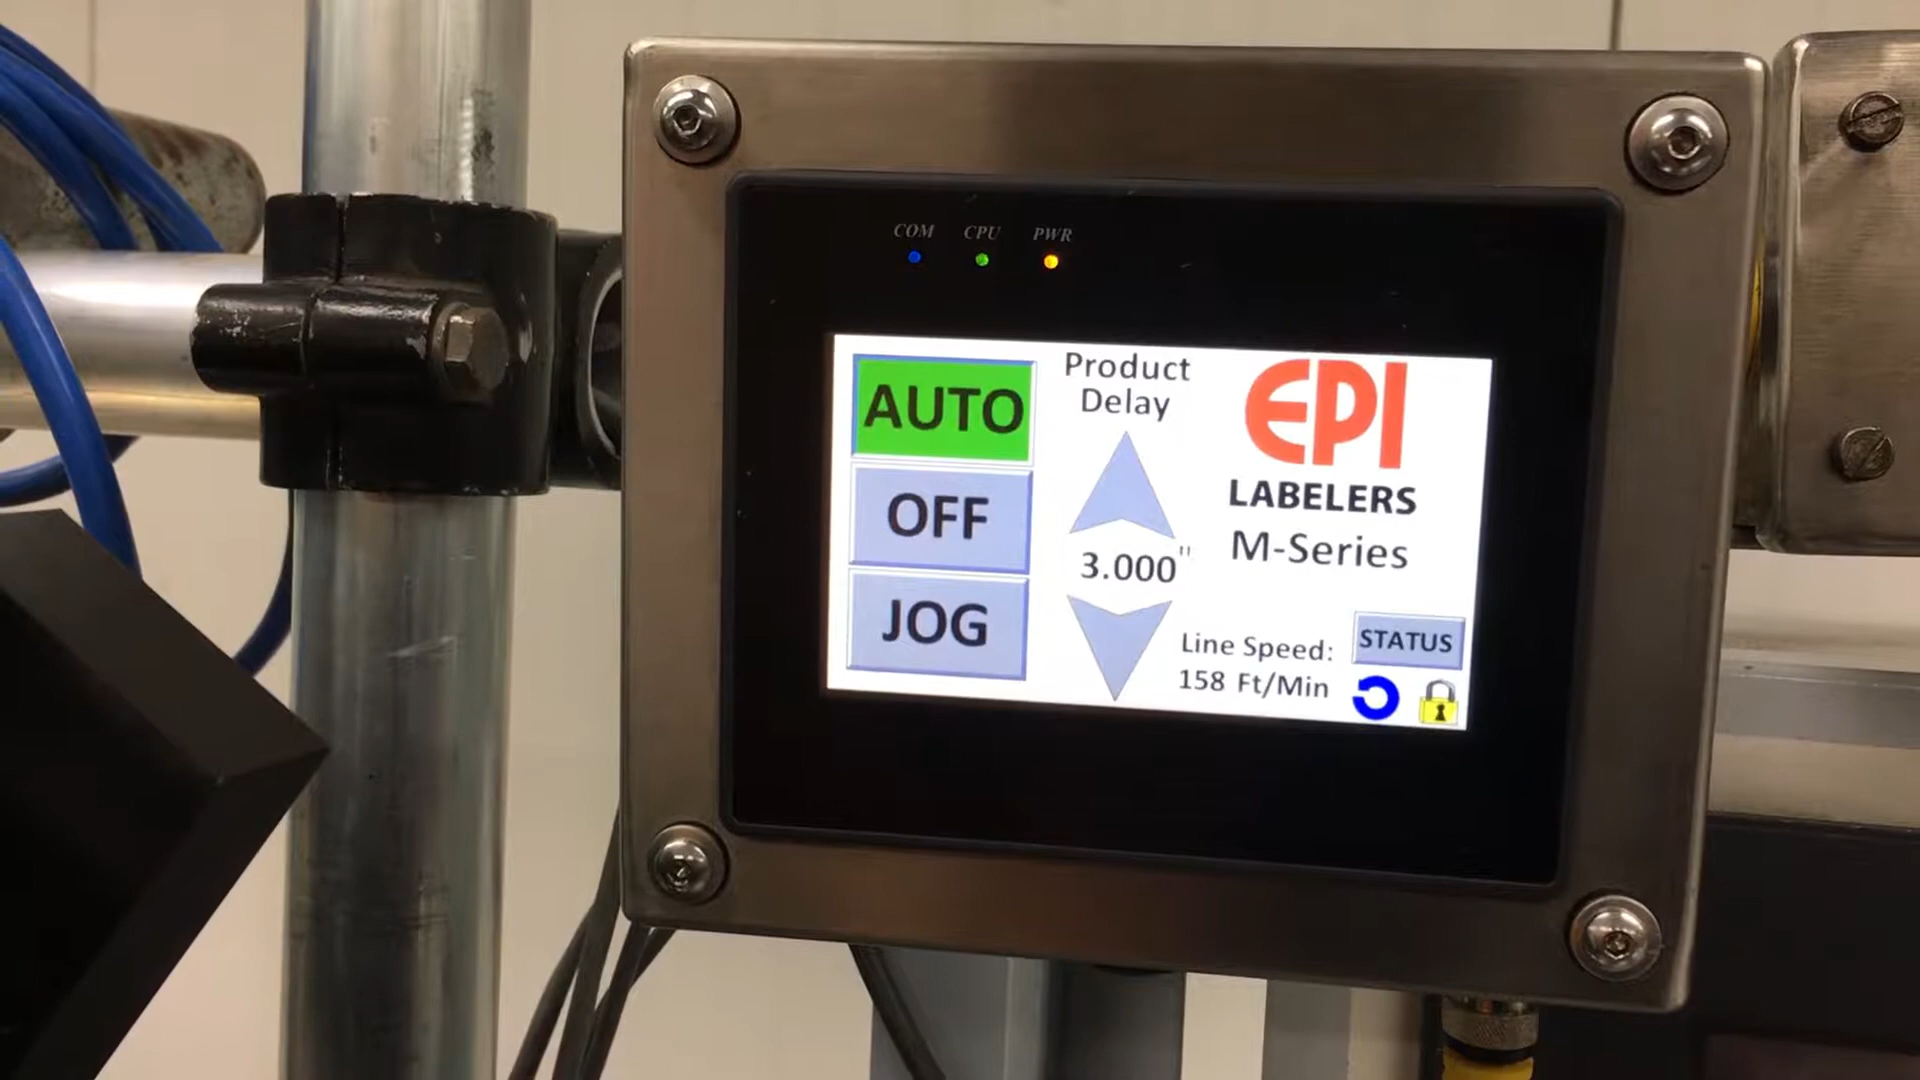 COM CPU PWR
AUTO
OFF
JOG
Product
Delay
3.000"
EPI
LABELERS
M-Series
Line Speed:
158 Ft/Min
STATUS